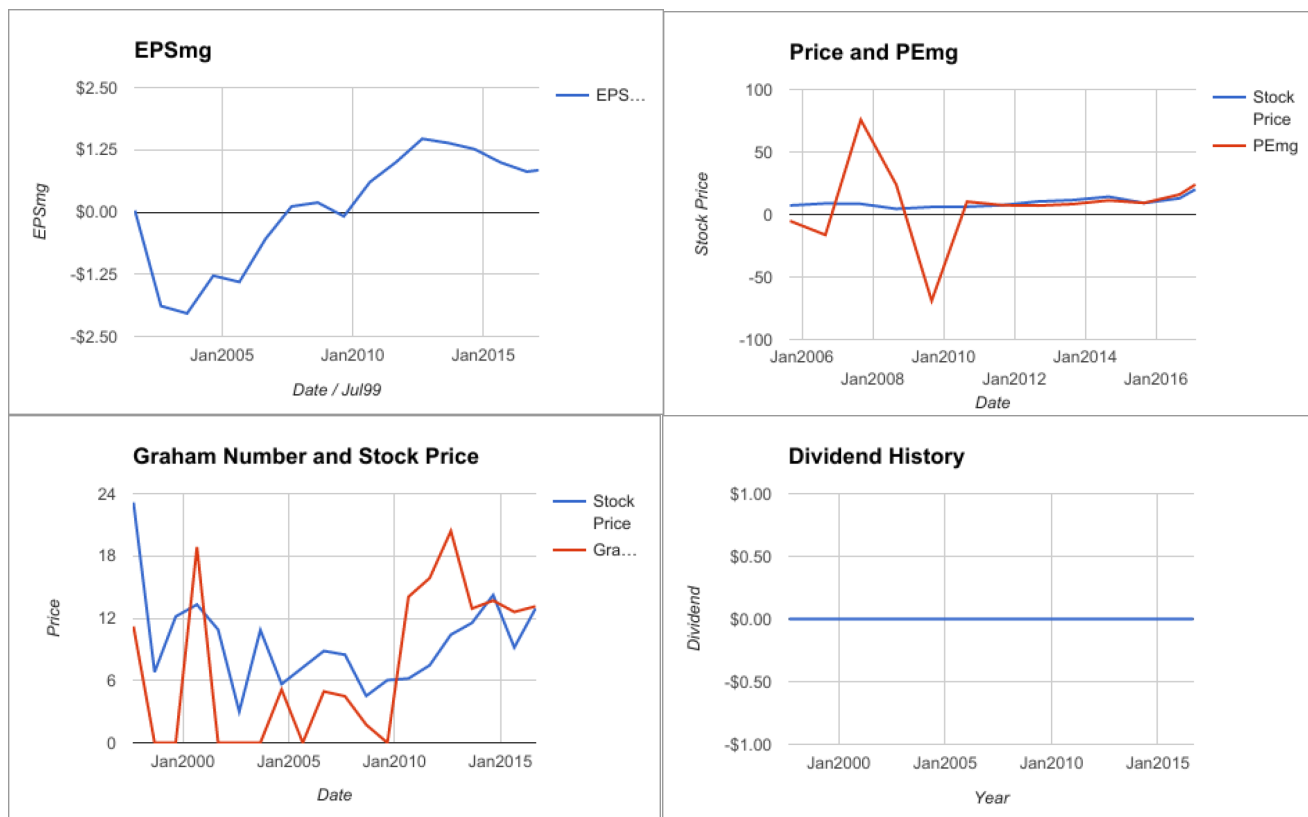 EPSmg
$2.50
$1.25
$0.00
-$1.25
-$2.50
EPSmg
Jan2005
Jan2010
Jan2015
Date / Jul99
EPS…
Price and PEmg
100
50
0
-50
-100
Stock Price
Jan2006
Jan2008
Jan2010
Jan2012
Jan2014
Jan2016
Date
Stock
Price
PEmg
Graham Number and Stock Price
24
18
12
6
0
Price
Jan2000
Jan2005
Jan2010
Jan2015
Date
Stock
Price
Gra…
Dividend History
$1.00
$0.50
$0.00
-$0.50
-$1.00
Dividend
Jan2000
Jan2005
Jan2010
Jan2015
Year